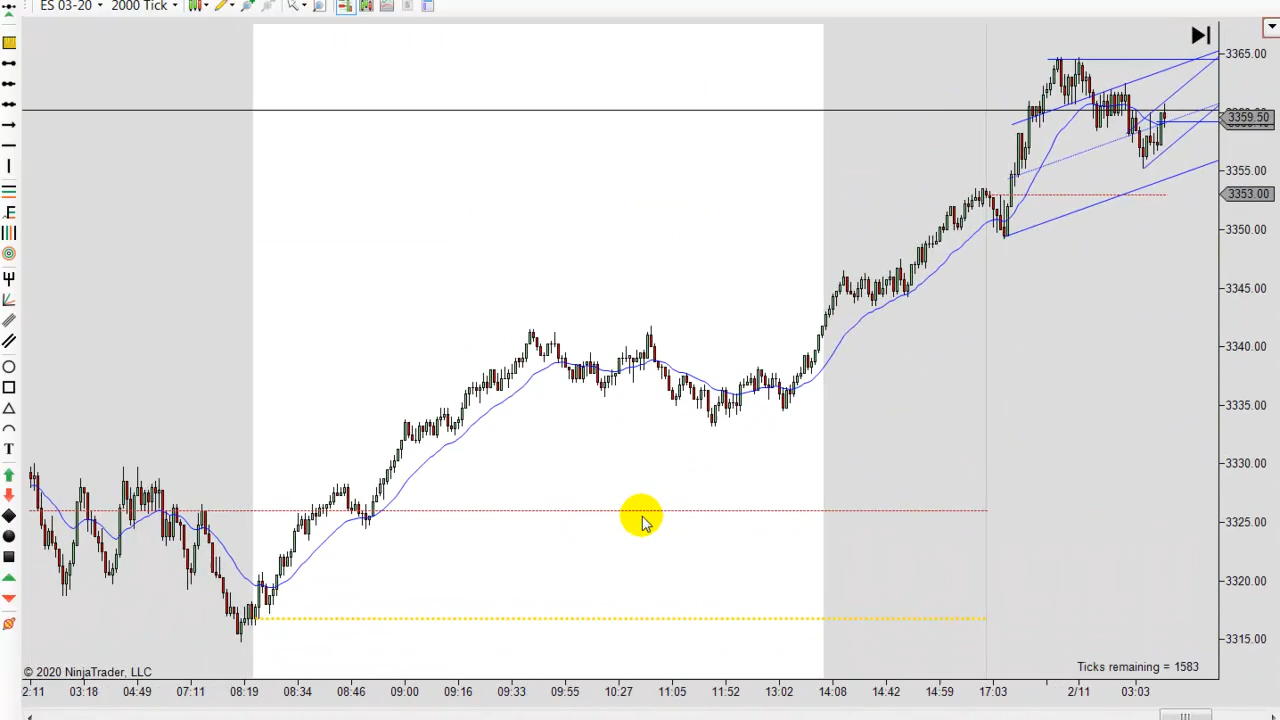 ES 03-20
2000 Tick
3365.00
3359.50
3355.00
3353.00
3350.00
3345.00
3340.00
3335.00
3330.00
3325.00
3320.00
3315.00
F
T
© 2020 NinjaTrader, LLC
Ticks remaining = 1583
2:11 03:18 04:49 07:11 08:19 08:34 08:46 09:00 09:16 09:33 09:55 10:27 11:05 11:52 13:02 14:08 14:42 14:59 17:03 2/11 03:03